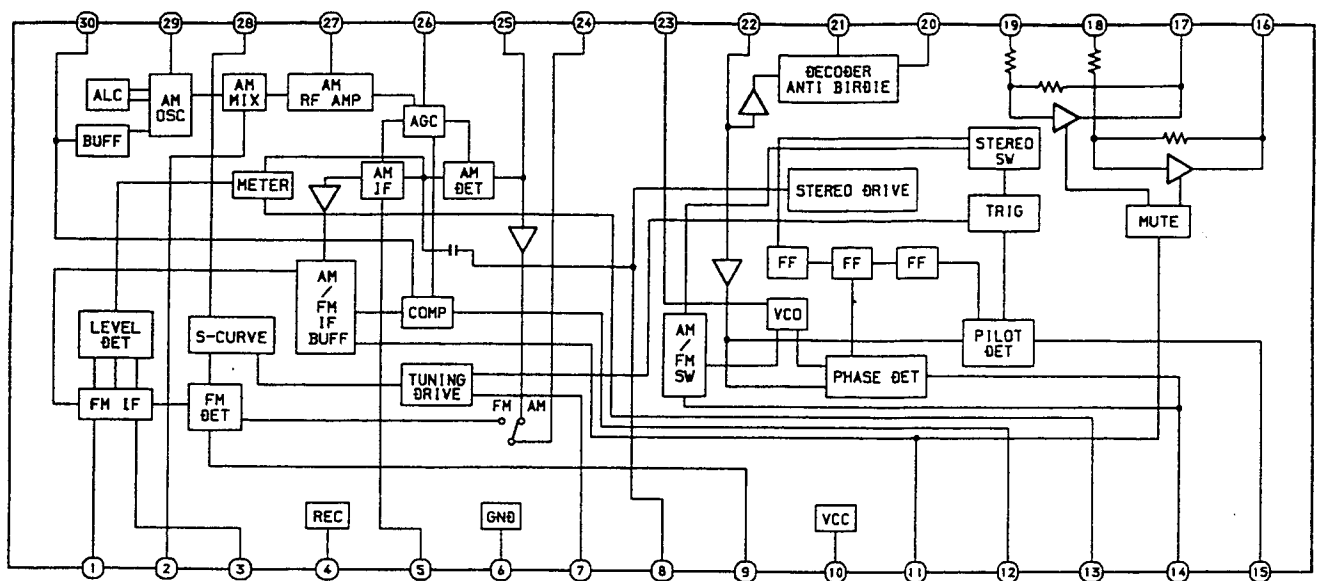 30 29 28 27 26 25 24 23 22 21 20 19 18 17 16
ALC
AM
OSC
AM
MIX
AM
RF AMP
BUFF
AGC
METER
AM
IF
AM
DET
DECODER
ANTI BIRDIE
STEREO
SW
STEREO DRIVE
TRIG
MUTE
FF
FF
FF
AM
/
FM
IF
BUFF
COMP
VCO
LEVEL
DET
S-CURVE
AM
/
FM
SW
PILOT
DET
PHASE DET
TUNING
DRIVE
FM IF
FM
DET
FM AM
REC
GND
VCC
1 2 3 4 5 6 7 8 9 10 11 12 13 14 15